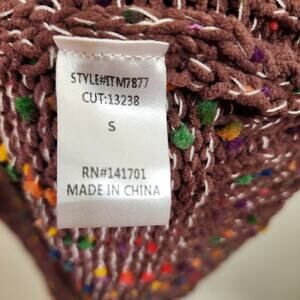 STYLE#ITM7877
CUT:13238
S
RN#141701
MADE IN CHINA